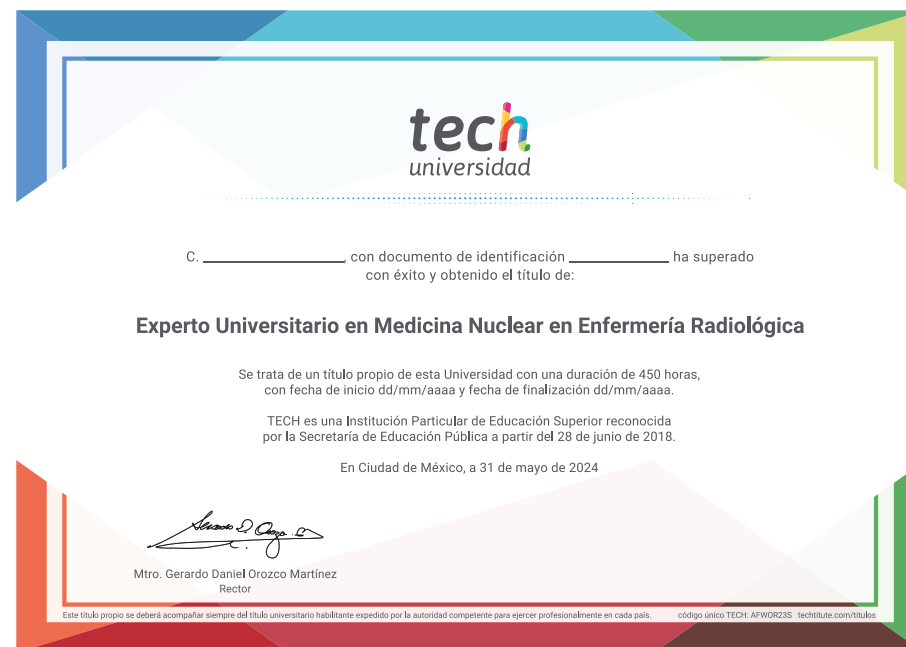 tech
universidad
C. ____________________, con documento de identificación ______________ ha superado
con éxito y obtenido el título de:
Experto Universitario en Medicina Nuclear en Enfermería Radiológica
Se trata de un título propio de esta Universidad con una duración de 450 horas,
con fecha de inicio dd/mm/aaaa y fecha de finalización dd/mm/aaaa.
TECH es una Institución Particular de Educación Superior reconocida
por la Secretaría de Educación Pública a partir del 28 de junio de 2018.
En Ciudad de México, a 31 de mayo de 2024
Mtro. Gerardo Daniel Orozco Martínez
Rector
Este título propio se deberá acompañar siempre del título universitario habilitante expedido por la autoridad competente para ejercer profesionalmente en cada país. código único TECH: AFWOR23S techtitute.com/titulos